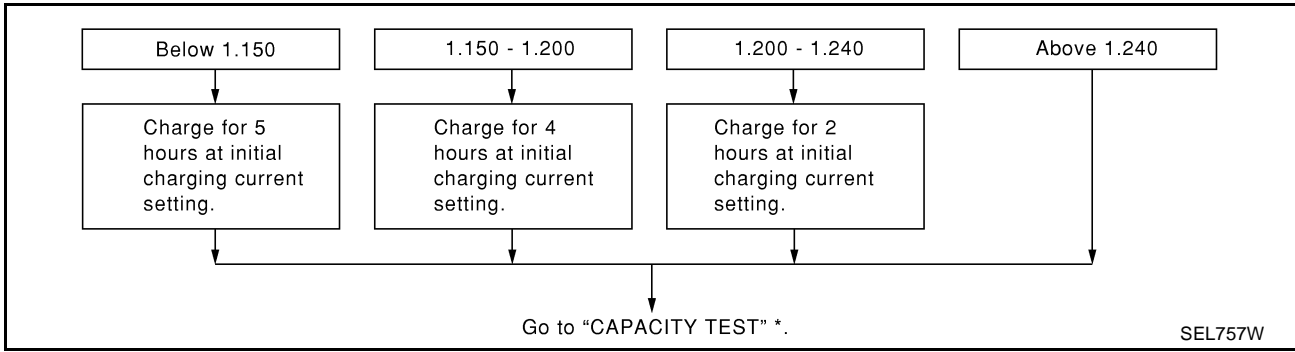 Below 1.150
1.150 - 1.200
1.200 - 1.240
Above 1.240
Charge for 5
hours at initial
charging current
setting.
Charge for 4
hours at initial
charging current
setting.
Charge for 2
hours at initial
charging current
setting.
Go to “CAPACITY TEST” *.
SEL757W